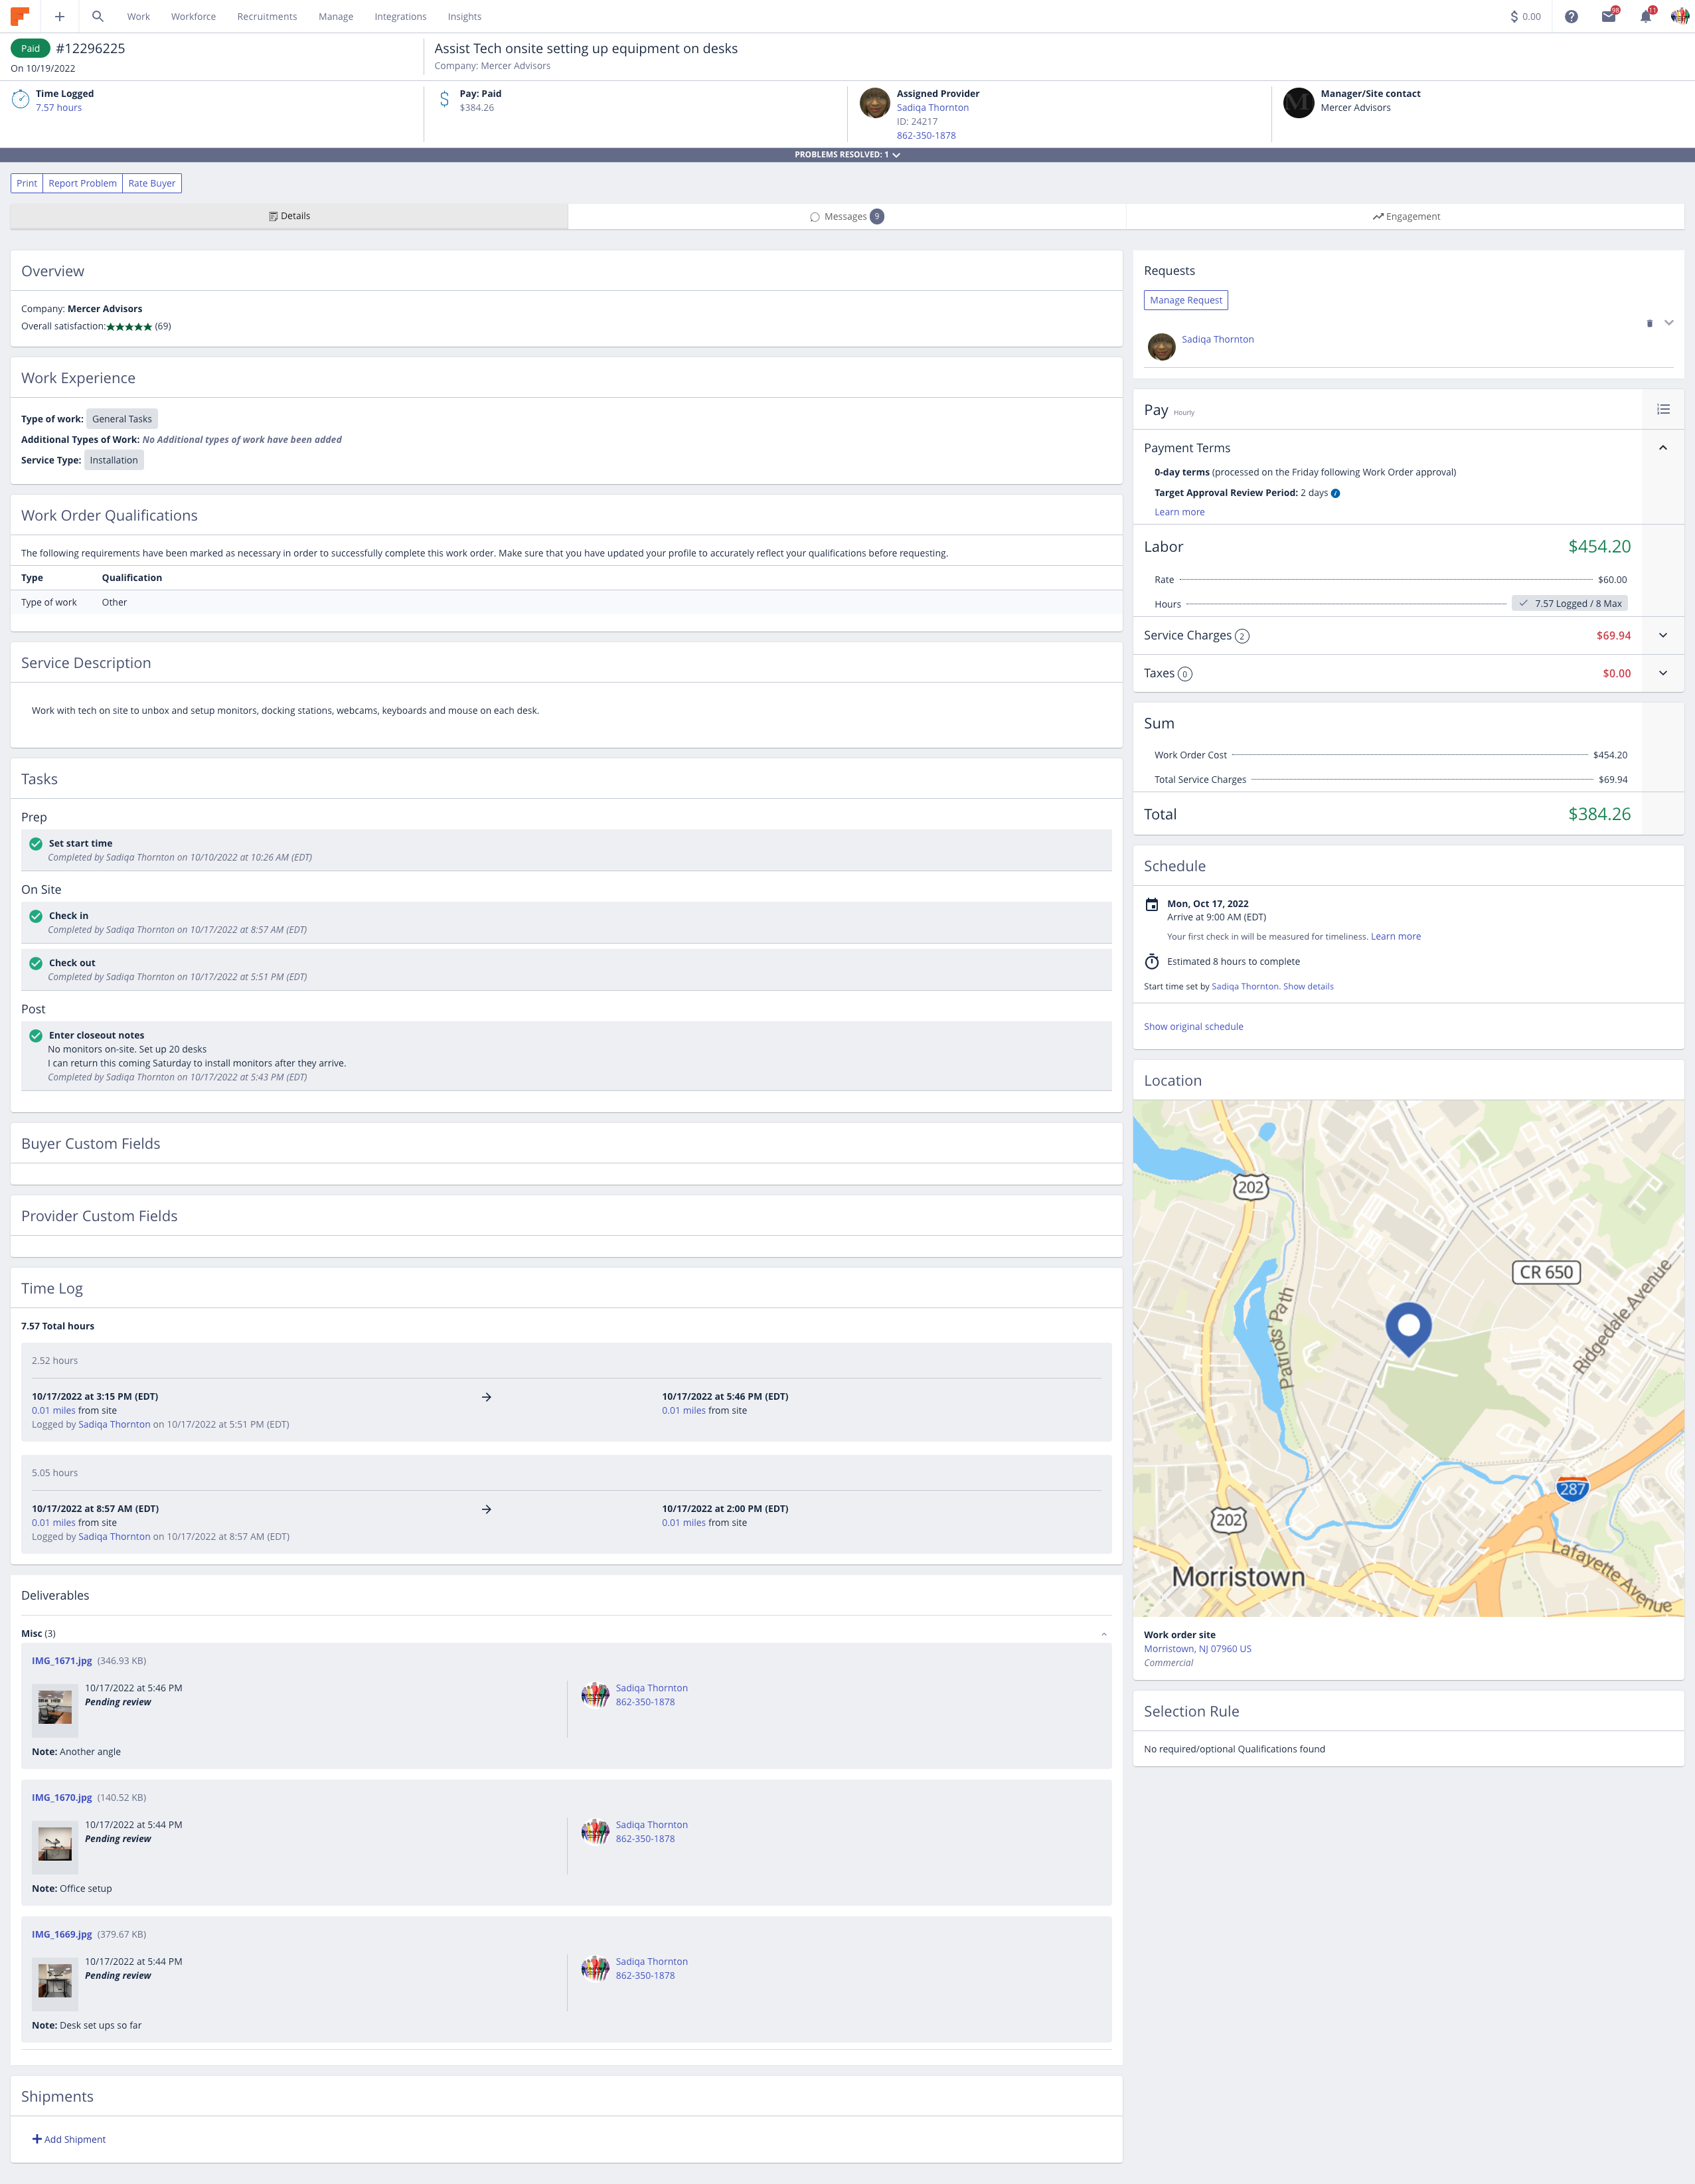 Work Workforce Recruitments Manage Integrations Insights $ 0.00 98 11
Paid #12296225
On 10/19/2022
Assist Tech onsite setting up equipment on desks
Company: Mercer Advisors
Time Logged
7.57 hours
Pay: Paid
$384.26
Assigned Provider
Sadiqa Thornton
ID: 24217
862-350-1878
Manager/Site contact
Mercer Advisors
PROBLEMS RESOLVED: 1
Print Report Problem Rate Buyer
Details Messages 9 Engagement
Overview
Company: Mercer Advisors
Overall satisfaction:★★★★★ (69)
Work Experience
Type of work: General Tasks
Additional Types of Work: No Additional types of work have been added
Service Type: Installation
Work Order Qualifications
The following requirements have been marked as necessary in order to successfully complete this work order. Make sure that you have updated your profile to accurately reflect your qualifications before requesting.
Type Qualification
Type of work Other
Service Description
Work with tech on site to unbox and setup monitors, docking stations, webcams, keyboards and mouse on each desk.
Tasks
Prep
Set start time
Completed by Sadiqa Thornton on 10/10/2022 at 10:26 AM (EDT)
On Site
Check in
Completed by Sadiqa Thornton on 10/17/2022 at 8:57 AM (EDT)
Check out
Completed by Sadiqa Thornton on 10/17/2022 at 5:51 PM (EDT)
Post
Enter closeout notes
No monitors on-site. Set up 20 desks
I can return this coming Saturday to install monitors after they arrive.
Completed by Sadiqa Thornton on 10/17/2022 at 5:43 PM (EDT)
Buyer Custom Fields
Provider Custom Fields
Time Log
7.57 Total hours
2.52 hours
10/17/2022 at 3:15 PM (EDT) → 10/17/2022 at 5:46 PM (EDT)
0.01 miles from site 0.01 miles from site
Logged by Sadiqa Thornton on 10/17/2022 at 5:51 PM (EDT)
5.05 hours
10/17/2022 at 8:57 AM (EDT) → 10/17/2022 at 2:00 PM (EDT)
0.01 miles from site 0.01 miles from site
Logged by Sadiqa Thornton on 10/17/2022 at 8:57 AM (EDT)
Deliverables
Misc (3)
IMG_1671.jpg (346.93 KB)
10/17/2022 at 5:46 PM Sadiqa Thornton
Pending review 862-350-1878
Note: Another angle
IMG_1670.jpg (140.52 KB)
10/17/2022 at 5:44 PM Sadiqa Thornton
Pending review 862-350-1878
Note: Office setup
IMG_1669.jpg (379.67 KB)
10/17/2022 at 5:44 PM Sadiqa Thornton
Pending review 862-350-1878
Note: Desk set ups so far
Shipments
Add Shipment
Requests
Manage Request
Sadiqa Thornton
Pay Hourly
Payment Terms
0-day terms (processed on the Friday following Work Order approval)
Target Approval Review Period: 2 days
Learn more
Labor $454.20
Rate $60.00
Hours 7.57 Logged / 8 Max
Service Charges 2 $69.94
Taxes 0 $0.00
Sum
Work Order Cost $454.20
Total Service Charges $69.94
Total $384.26
Schedule
Mon, Oct 17, 2022
Arrive at 9:00 AM (EDT)
Your first check in will be measured for timeliness. Learn more
Estimated 8 hours to complete
Start time set by Sadiqa Thornton. Show details
Show original schedule
Location
202
CR 650
Patriots' Path
Ridgedale Avenue
287
202
Lafayette Avenue
Morristown
Work order site
Morristown, NJ 07960 US
Commercial
Selection Rule
No required/optional Qualifications found